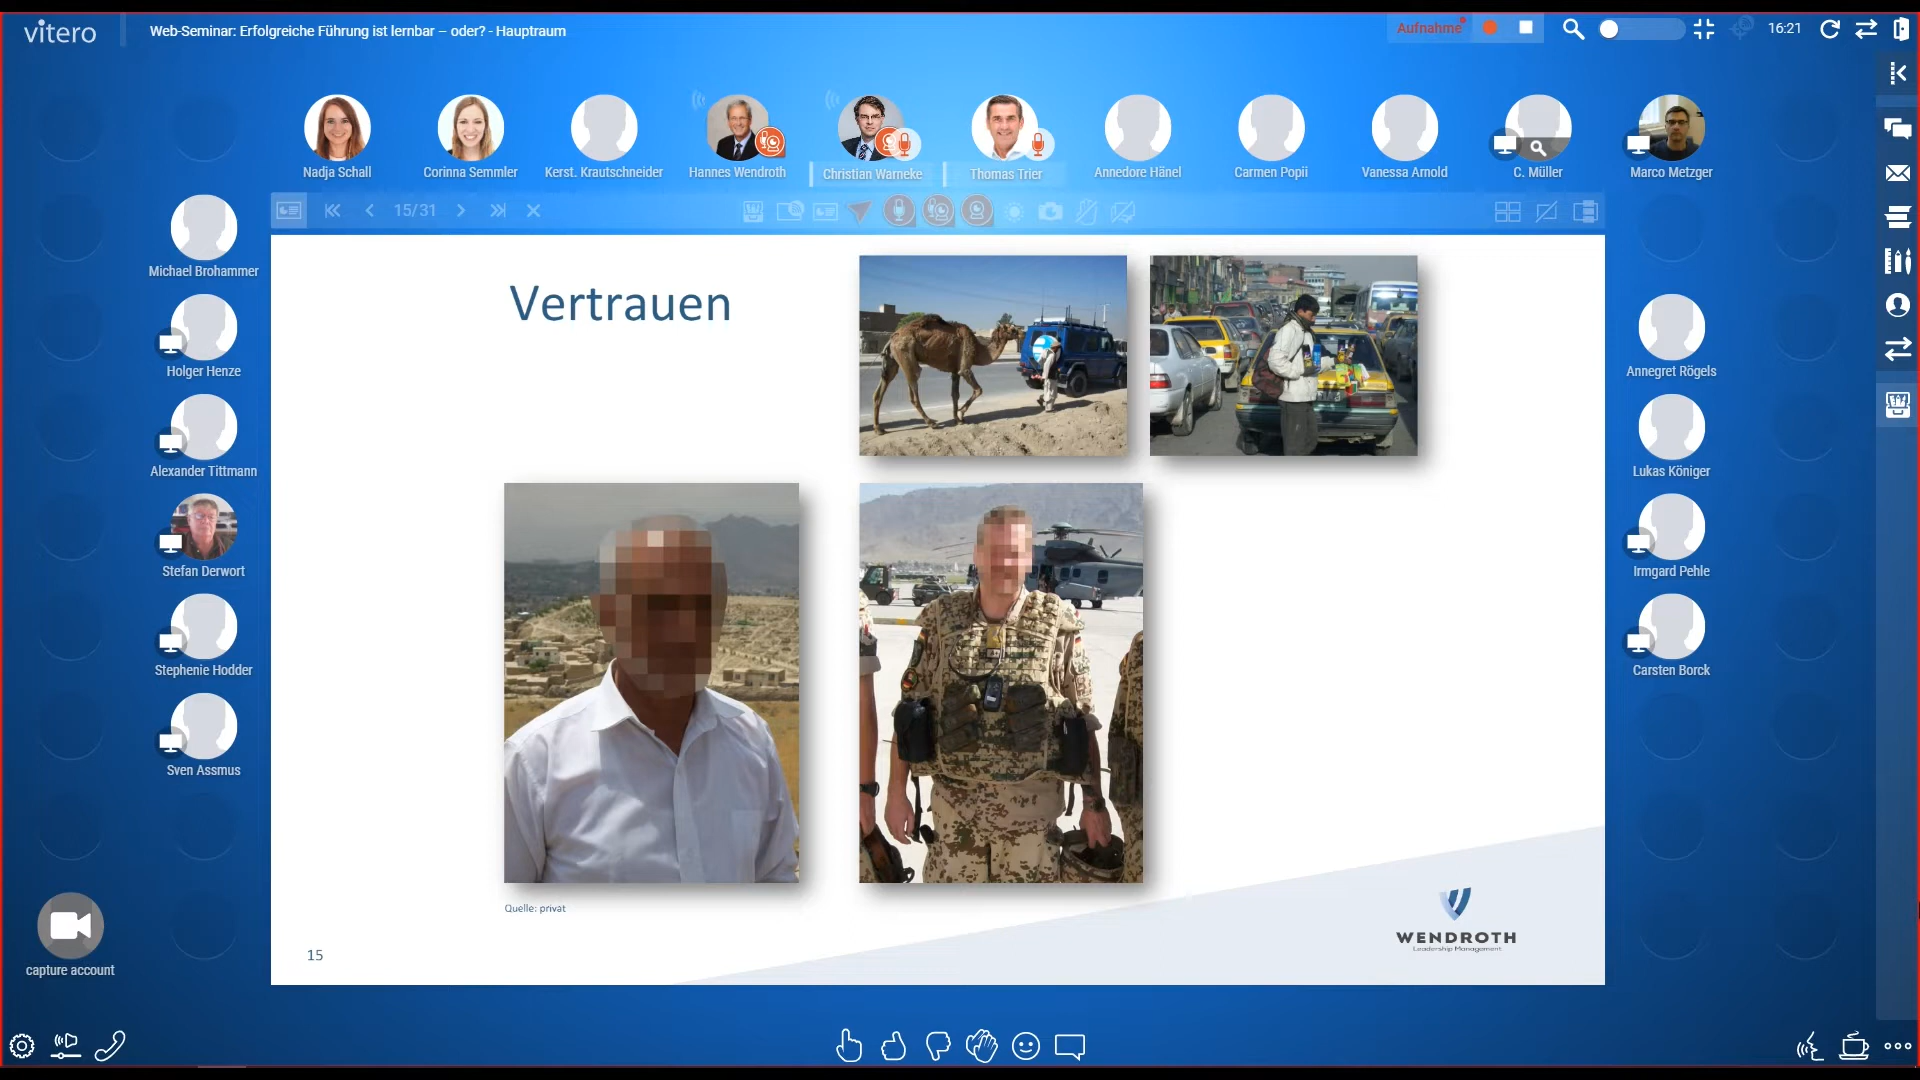 vitero
Web-Seminar: Erfolgreiche Führung ist lernbar – oder? - Hauptraum
Aufnahme
16:21
Nadja Schall
Corinna Semmler
Kerst. Krautschneider
Hannes Wendroth
Christian Warneke
Thomas Trier
Annedore Hänel
Carmen Popii
Vanessa Arnold
C. Müller
Marco Metzger
15/31
Michael Brohammer
Holger Henze
Alexander Tittmann
Stefan Derwort
Stephenie Hodder
Sven Assmus
Vertrauen
Quelle: privat
15
WENDROTH
Leadership Management.
Annegret Rögels
Lukas Königer
Irmgard Pehle
Carsten Borck
capture account